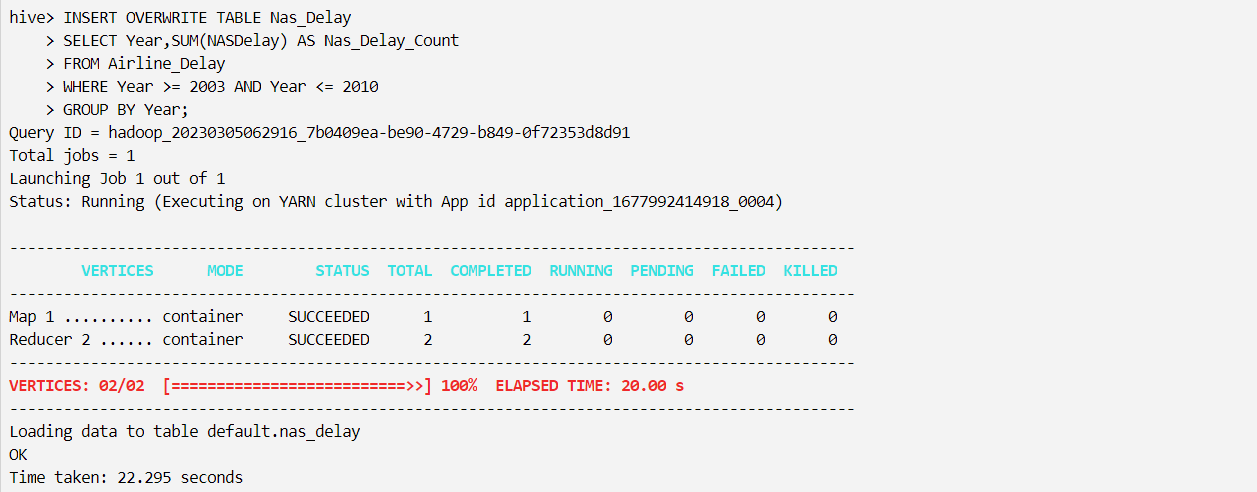 hive> INSERT OVERWRITE TABLE Nas_Delay
    > SELECT Year,SUM(NASDelay) AS Nas_Delay_Count
    > FROM Airline_Delay
    > WHERE Year >= 2003 AND Year <= 2010
    > GROUP BY Year;
Query ID = hadoop_20230305062916_7b0409ea-be90-4729-b849-0f72353d8d91
Total jobs = 1
Launching Job 1 out of 1
Status: Running (Executing on YARN cluster with App id application_1677992414918_0004)
-----------------------------------------------------------------------------------------------
        VERTICES      MODE        STATUS  TOTAL  COMPLETED  RUNNING  PENDING  FAILED  KILLED
-----------------------------------------------------------------------------------------------
Map 1 .......... container     SUCCEEDED      1          1        0        0       0       0
Reducer 2 ...... container     SUCCEEDED      2          2        0        0       0       0
-----------------------------------------------------------------------------------------------
VERTICES: 02/02  [==========================>>] 100%  ELAPSED TIME: 20.00 s
-----------------------------------------------------------------------------------------------
Loading data to table default.nas_delay
OK
Time taken: 22.295 seconds